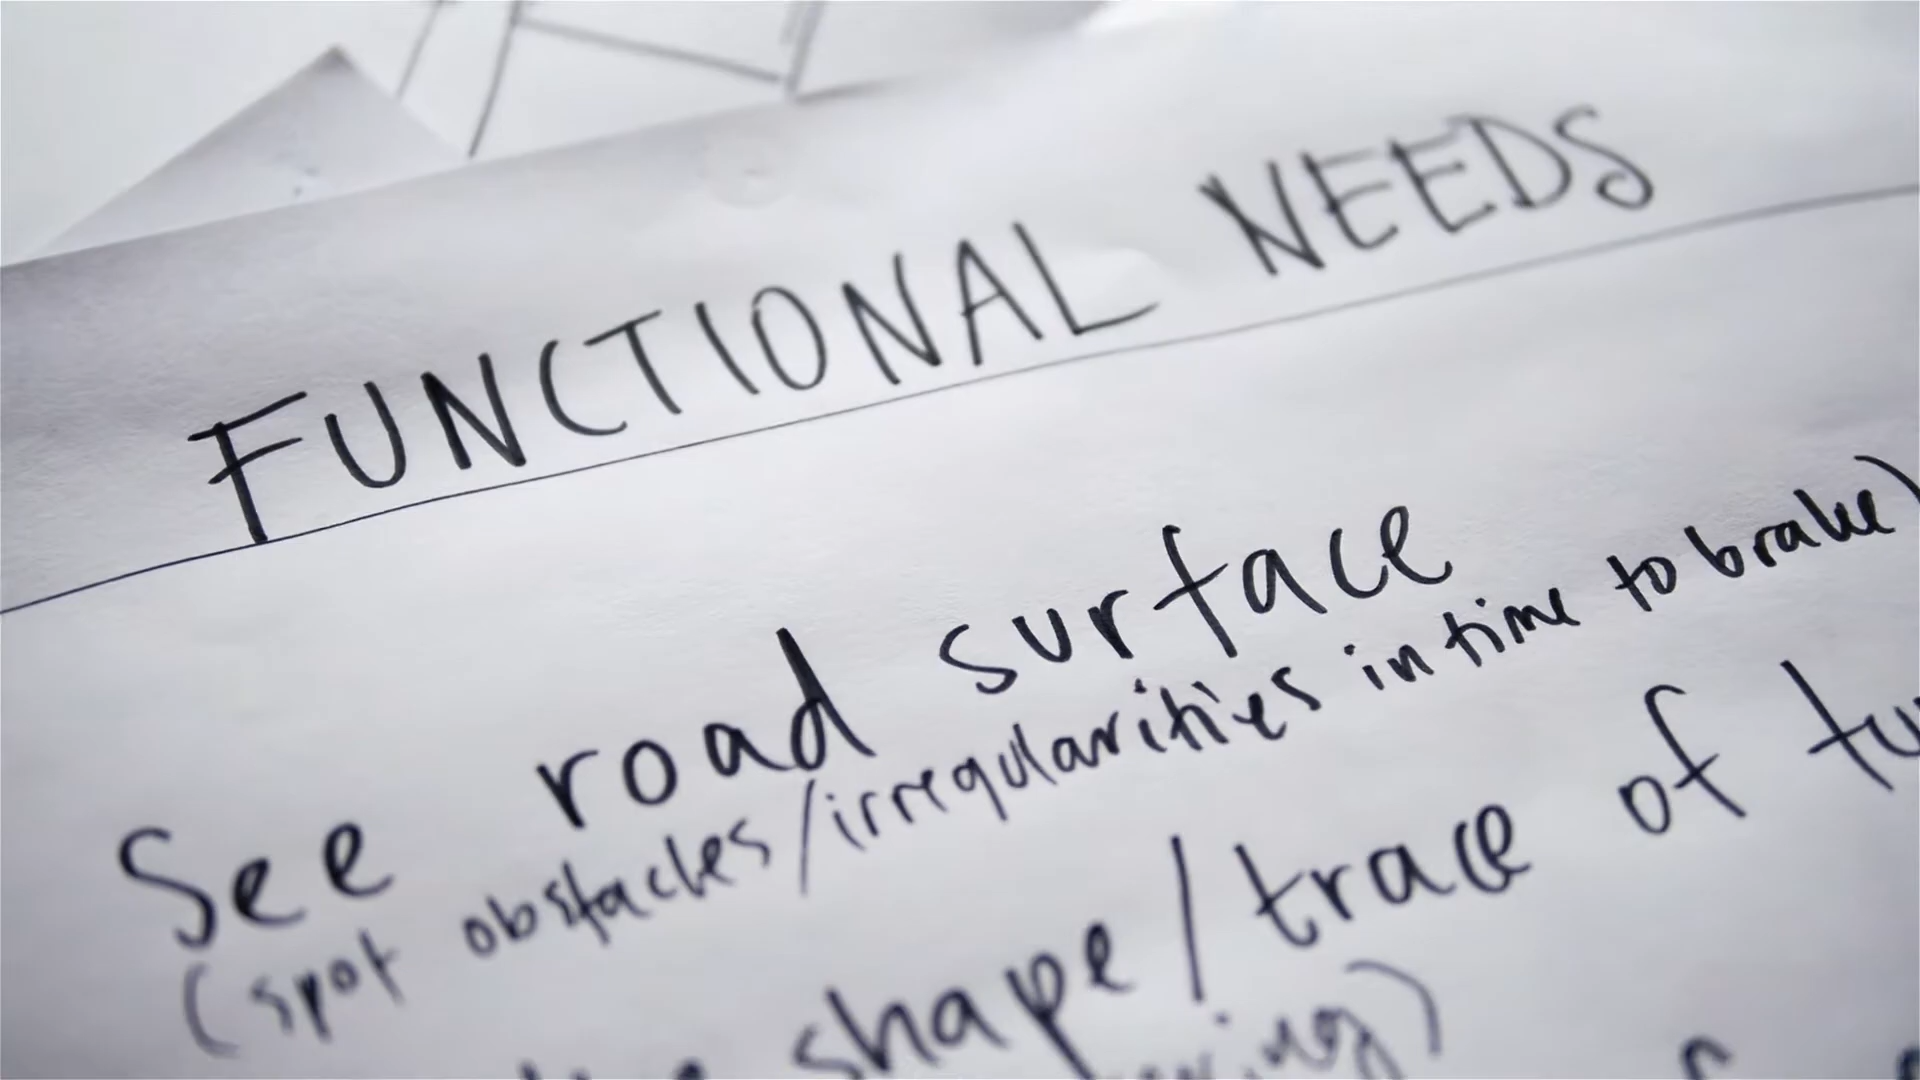 FUNCTIONAL NEEDS
See road surface
(spot obstacles/irregularities in time to brake)
shape/trace of